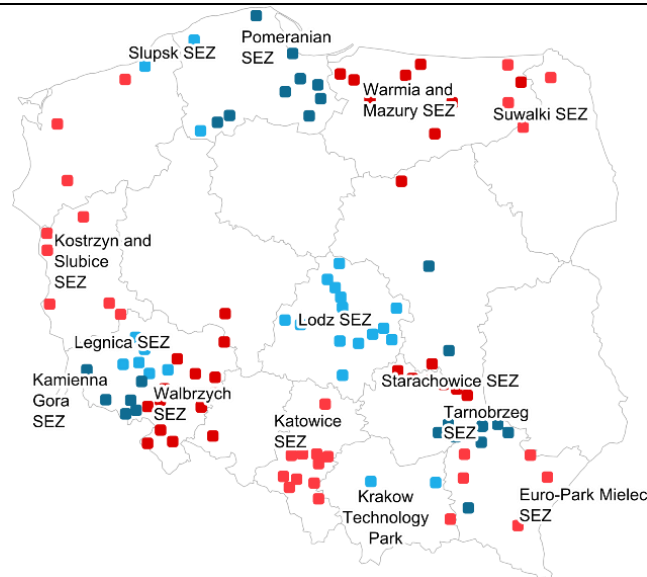 Pomeranian
SEZ
Slupsk SEZ
Warmia and
Mazury SEZ
Suwalki SEZ
Kostrzyn and
Slubice
SEZ
Lodz SEZ
Legnica SEZ
Kamienna
Gora
SEZ
Walbrzych
SEZ
Starachowice SEZ
Katowice
SEZ
Tarnobrzeg
SEZ
Krakow
Technology
Park
Euro-Park Mielec
SEZ